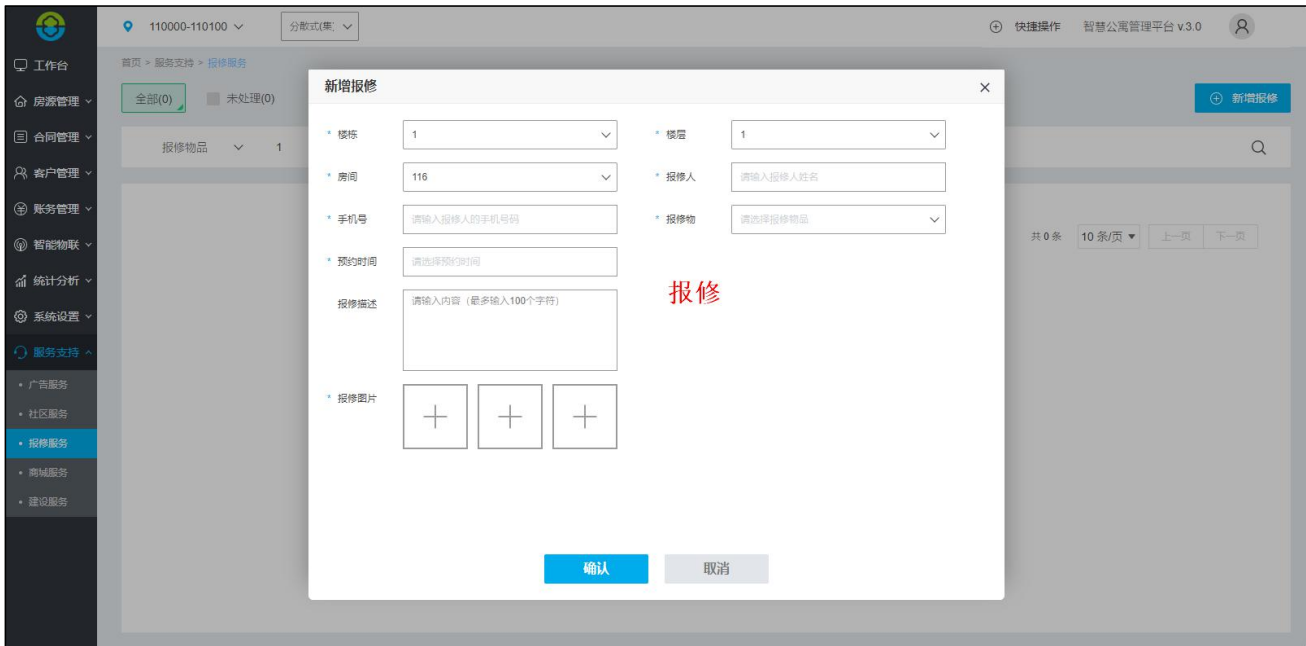 110000-110100
分散式(集
快捷操作
智慧公寓管理平台 v.3.0
工作台
房源管理
合同管理
客户管理
账务管理
智能物联
统计分析
系统设置
服务支持
• 广告服务
• 社区服务
• 报修服务
• 商城服务
• 建设服务
首页 > 服务支持 > 报修服务
全部(0)
未处理(0)
新增报修
报修物品
1
共 0 条
10 条/页
上一页
下一页
新增报修
* 楼栋
1
* 楼层
1
* 房间
116
* 报修人
请输入报修人姓名
* 手机号
请输入报修人的手机号码
* 报修物
请选择报修物品
* 预约时间
请选择预约时间
报修描述
请输入内容（最多输入100个字符）
报修
* 报修图片
确认
取消